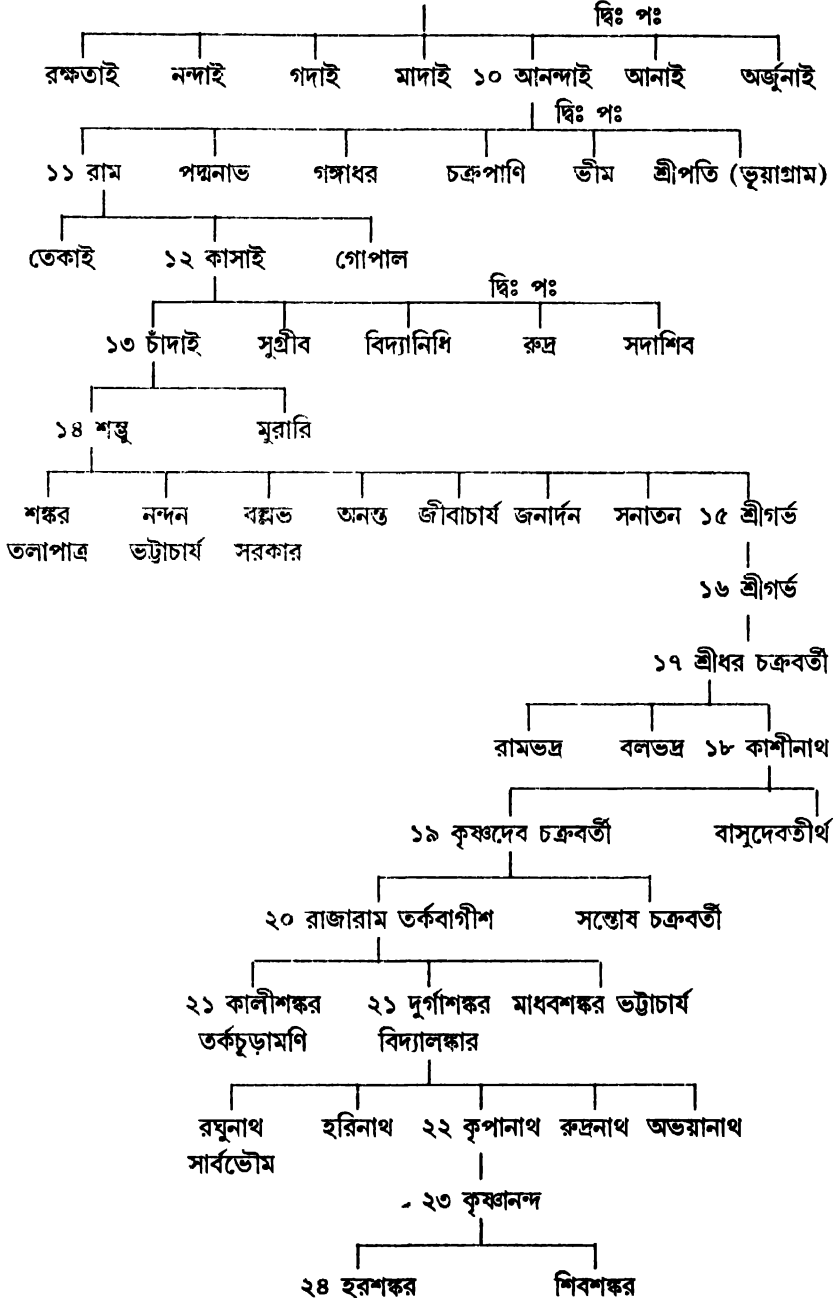 দ্বিঃ পঃ
রক্ষতাই নন্দাই গদাই মাদাই ১০ আনন্দাই আনাই অর্জুনাই
দ্বিঃ পঃ
১১ রাম পদ্মনাভ গঙ্গাধর চক্রপাণি ভীম শ্রীপতি (ভূয়াগ্রাম)
তেকাই ১২ কাসাই গোপাল
দ্বিঃ পঃ
১৩ চাঁদাই সুগ্রীব বিদ্যানিধি রুদ্র সদাশিব
১৪ শম্ভু মুরারি
শঙ্কর নন্দন বল্লভ অনন্ত জীবাচার্য জনার্দন সনাতন ১৫ শ্রীগর্ভ
তলাপাত্র ভট্টাচার্য সরকার
১৬ শ্রীগর্ভ
১৭ শ্রীধর চক্রবর্তী
রামভদ্র বলভদ্র ১৮ কাশীনাথ
১৯ কৃষ্ণদেব চক্রবর্তী বাসুদেবতীর্থ
২০ রাজারাম তর্কবাগীশ সন্তোষ চক্রবর্তী
২১ কালীশঙ্কর ২১ দুর্গাশঙ্কর মাধবশঙ্কর ভট্টাচার্য
তর্কচূড়ামণি বিদ্যালঙ্কার
রঘুনাথ হরিনাথ ২২ কৃপানাথ রুদ্রনাথ অভয়ানাথ
সার্বভৌম
২৩ কৃষ্ণানন্দ
২৪ হরশঙ্কর শিবশঙ্কর